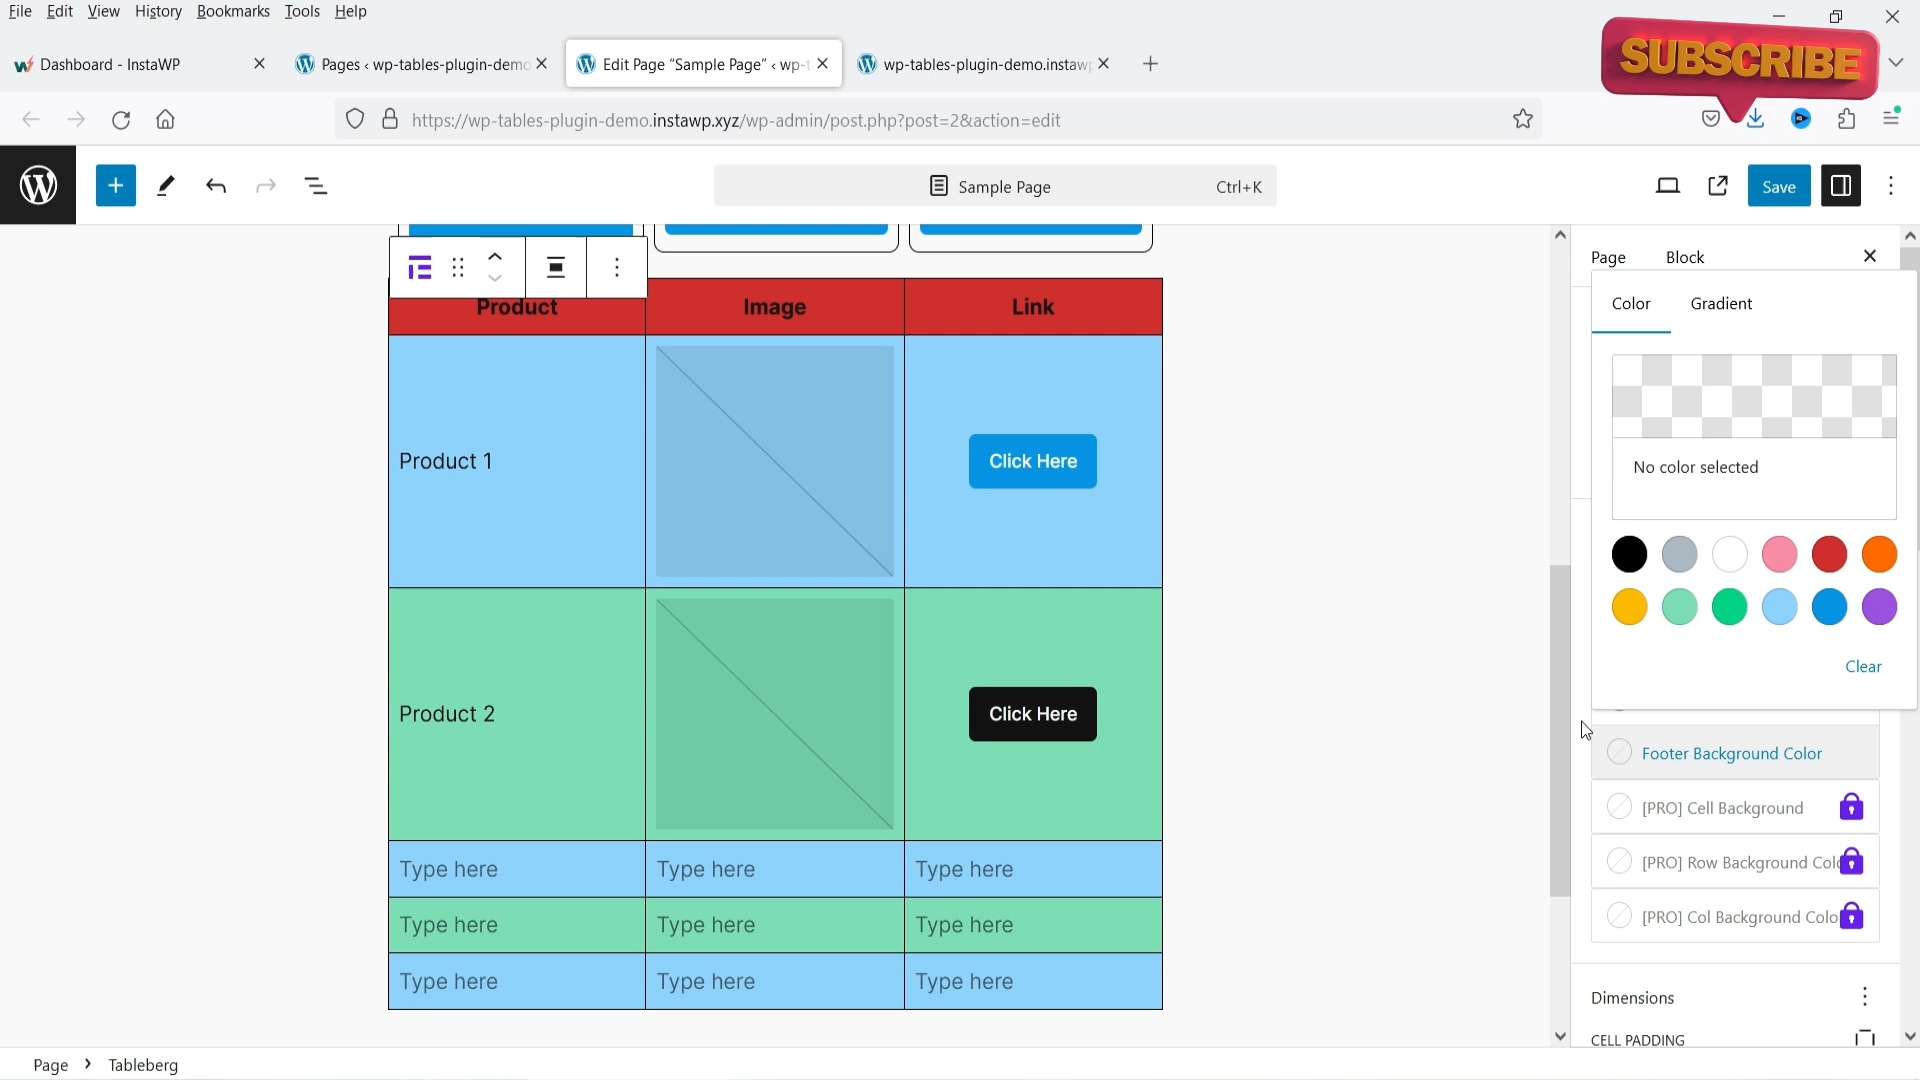 File Edit View History Bookmarks Tools Help
SUBSCRIBE
Dashboard - InstaWP
Pages ‹ wp-tables-plugin-demo
Edit Page “Sample Page” ‹ wp-t
wp-tables-plugin-demo.instawp
https://wp-tables-plugin-demo.instawp.xyz/wp-admin/post.php?post=2&action=edit
Sample Page Ctrl+K
Save
Page Block
Color Gradient
Product Image Link
No color selected
Product 1 Click Here
Clear
Product 2 Click Here
Footer Background Color
[PRO] Cell Background
[PRO] Row Background Colo
[PRO] Col Background Colo
Type here Type here Type here
Type here Type here Type here
Type here Type here Type here
Dimensions
CELL PADDING
Page › Tableberg